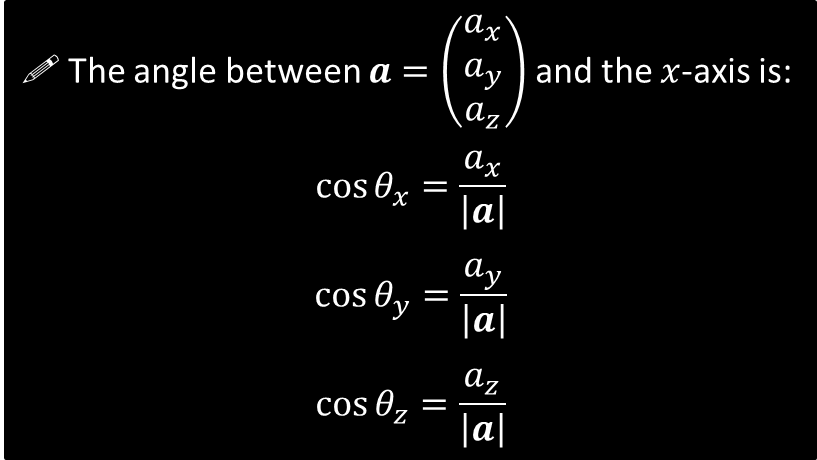 The angle between 𝒂 = (a_x a_y a_z) and the 𝑥-axis is:
cos θ_x = a_x / |𝒂|
cos θ_y = a_y / |𝒂|
cos θ_z = a_z / |𝒂|